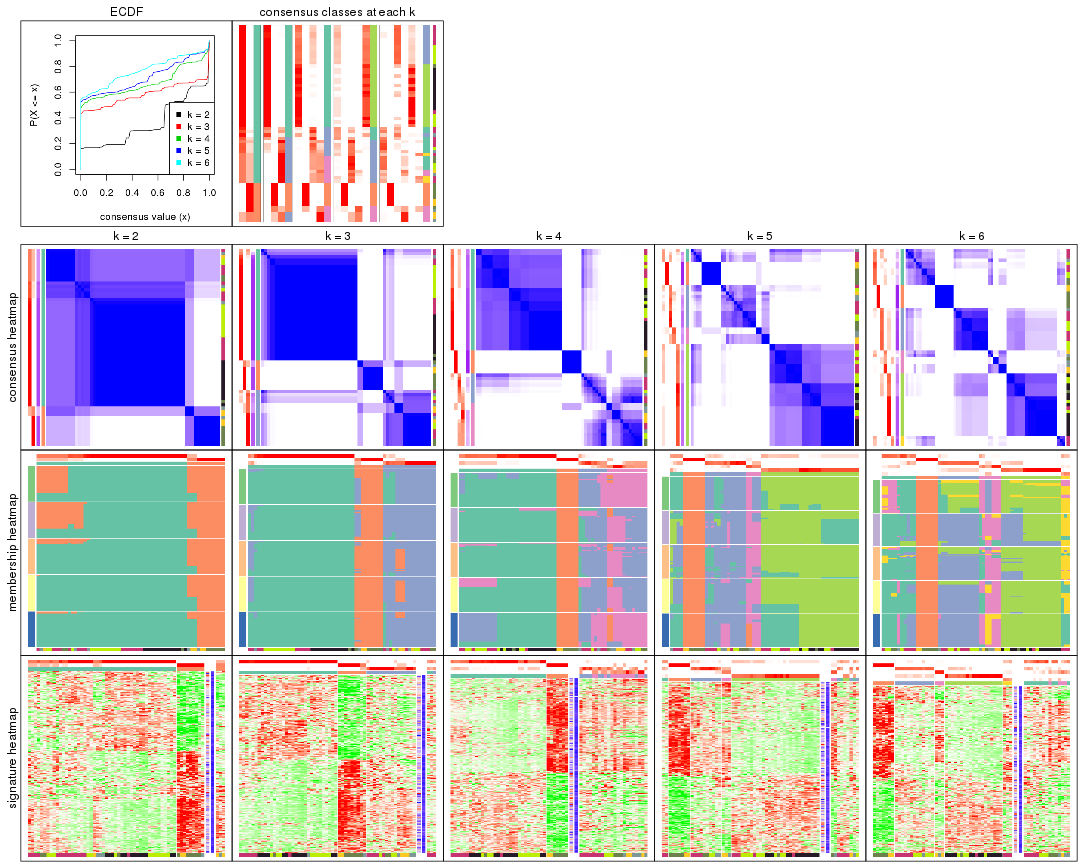 ECDF
consensus classes at each k
P(X <= x)
1.0
0.8
0.6
0.4
0.2
0.0
k = 2
k = 3
k = 4
k = 5
k = 6
0.0 0.2 0.4 0.6 0.8 1.0
consensus value (x)
k = 2 k = 3 k = 4 k = 5 k = 6
consensus heatmap
membership heatmap
signature heatmap